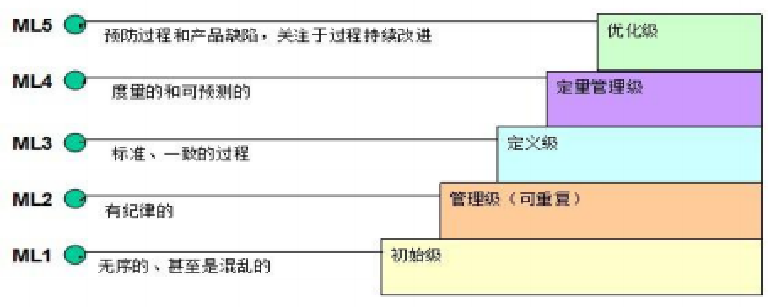 ML5 预防过程和产品缺陷，关注于过程持续改进 优化级
ML4 度量的和可预测的 定量管理级
ML3 标准、一致的过程 定义级
ML2 有纪律的 管理级（可重复）
ML1 无序的、甚至是混乱的 初始级